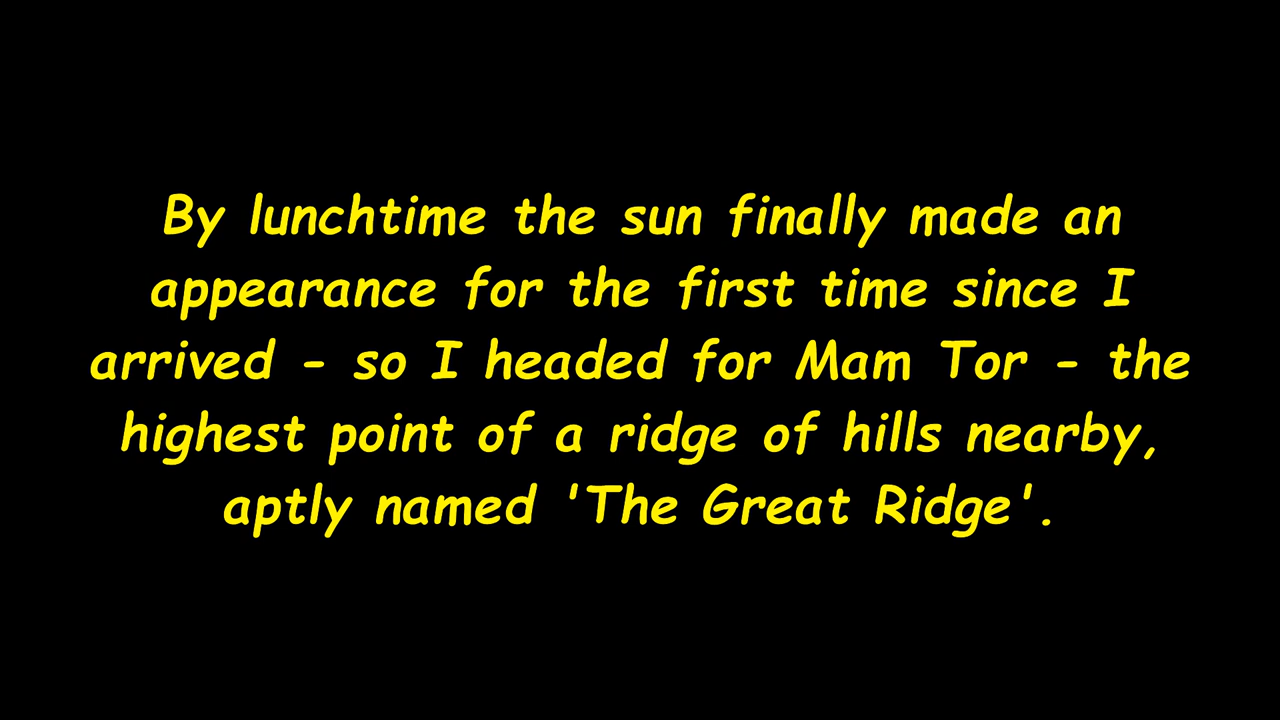 By lunchtime the sun finally made an
appearance for the first time since I
arrived - so I headed for Mam Tor - the
highest point of a ridge of hills nearby,
aptly named 'The Great Ridge'.